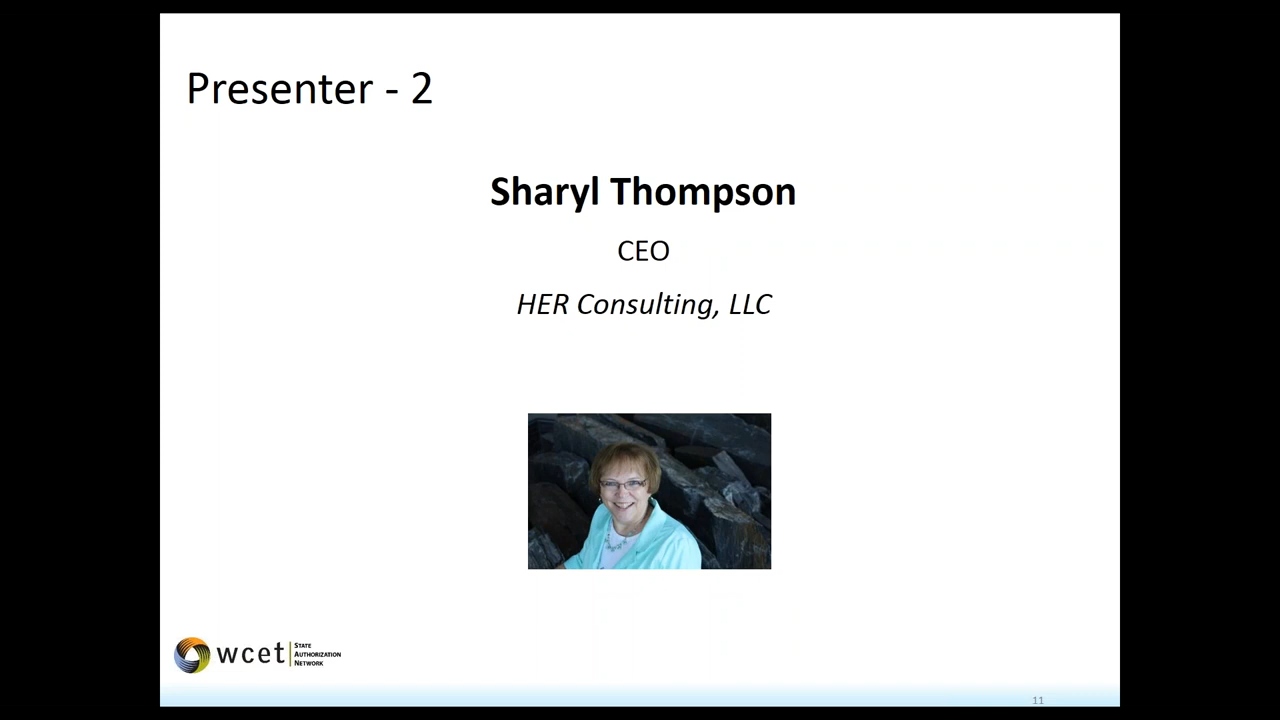 Presenter - 2
Sharyl Thompson
CEO
HER Consulting, LLC
wcet
STATE
AUTHORIZATION
NETWORK
11